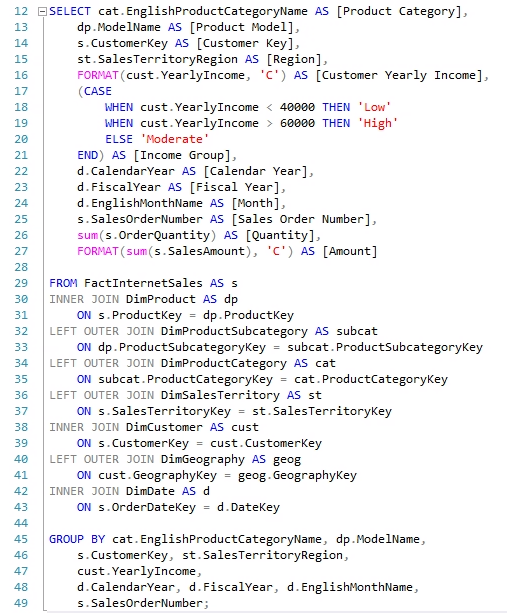 12 SELECT cat.EnglishProductCategoryName AS [Product Category],
13 dp.ModelName AS [Product Model],
14 s.CustomerKey AS [Customer Key],
15 st.SalesTerritoryRegion AS [Region],
16 FORMAT(cust.YearlyIncome, 'C') AS [Customer Yearly Income],
17 (CASE
18 WHEN cust.YearlyIncome < 40000 THEN 'Low'
19 WHEN cust.YearlyIncome > 60000 THEN 'High'
20 ELSE 'Moderate'
21 END) AS [Income Group],
22 d.CalendarYear AS [Calendar Year],
23 d.FiscalYear AS [Fiscal Year],
24 d.EnglishMonthName AS [Month],
25 s.SalesOrderNumber AS [Sales Order Number],
26 sum(s.OrderQuantity) AS [Quantity],
27 FORMAT(sum(s.SalesAmount), 'C') AS [Amount]
28
29 FROM FactInternetSales AS s
30 INNER JOIN DimProduct AS dp
31 ON s.ProductKey = dp.ProductKey
32 LEFT OUTER JOIN DimProductSubcategory AS subcat
33 ON dp.ProductSubcategoryKey = subcat.ProductSubcategoryKey
34 LEFT OUTER JOIN DimProductCategory AS cat
35 ON subcat.ProductCategoryKey = cat.ProductCategoryKey
36 LEFT OUTER JOIN DimSalesTerritory AS st
37 ON s.SalesTerritoryKey = st.SalesTerritoryKey
38 INNER JOIN DimCustomer AS cust
39 ON s.CustomerKey = cust.CustomerKey
40 LEFT OUTER JOIN DimGeography AS geog
41 ON cust.GeographyKey = geog.GeographyKey
42 INNER JOIN DimDate AS d
43 ON s.OrderDateKey = d.DateKey
44
45 GROUP BY cat.EnglishProductCategoryName, dp.ModelName,
46 s.CustomerKey, st.SalesTerritoryRegion,
47 cust.YearlyIncome,
48 d.CalendarYear, d.FiscalYear, d.EnglishMonthName,
49 s.SalesOrderNumber;